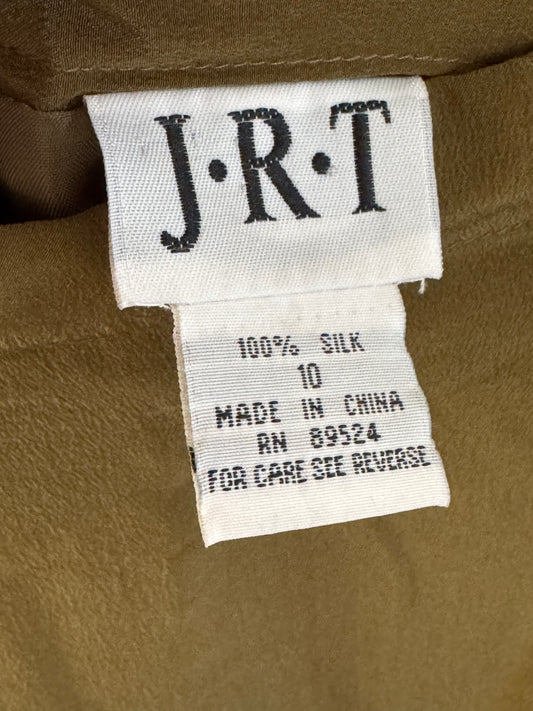 J·R·T
100% SILK
10
MADE IN CHINA
RN 89524
FOR CARE SEE REVERSE